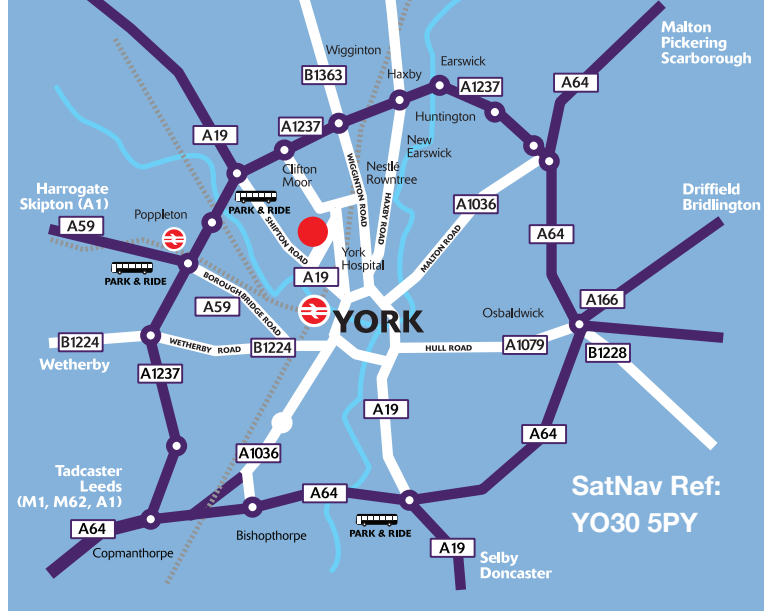 Malton
Pickering
Scarborough
Wigginton
Earswick
B1363
Haxby
A1237
A64
Huntington
A1237
A19
New
Earswick
Clifton
Moor
WIGGINTON ROAD
Nestlé
Rowntree
HAXBY ROAD
Harrogate
Skipton (A1)
A59
Poppleton
PARK & RIDE
SHIPTON ROAD
A1036
MALTON ROAD
Driffield
Bridlington
A64
York
Hospital
A19
PARK & RIDE
BOROUGHBRIDGE ROAD
A59
YORK
Osbaldwick
A166
B1224
Wetherby
WETHERBY ROAD
B1224
HULL ROAD
A1079
B1228
A1237
A19
A64
A1036
Tadcaster
Leeds
(M1, M62, A1)
A64
A64
Copmanthorpe
Bishopthorpe
PARK & RIDE
A19
Selby
Doncaster
SatNav Ref:
YO30 5PY